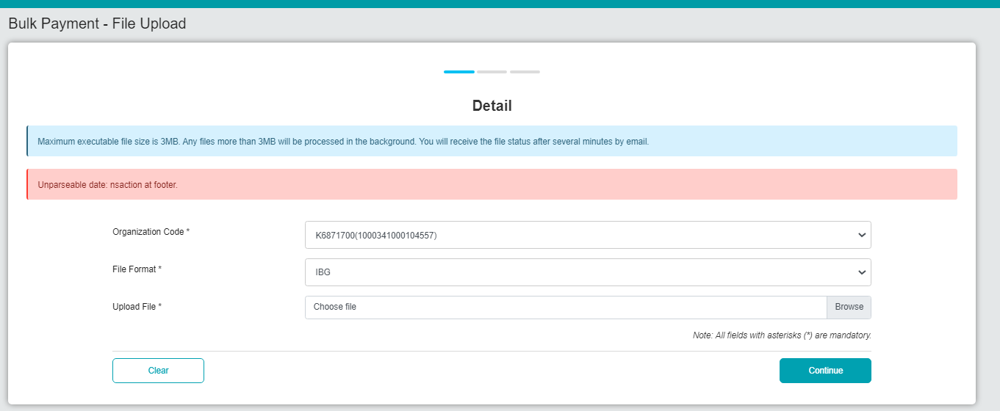 Bulk Payment - File Upload
Detail
Maximum executable file size is 3MB. Any files more than 3MB will be processed in the background. You will receive the file status after several minutes by email.
Unparseable date: nsaction at footer.
Organization Code *
K6871700(1000341000104557)
File Format *
IBG
Upload File *
Choose file
Browse
Note: All fields with asterisks (*) are mandatory.
Clear
Continue